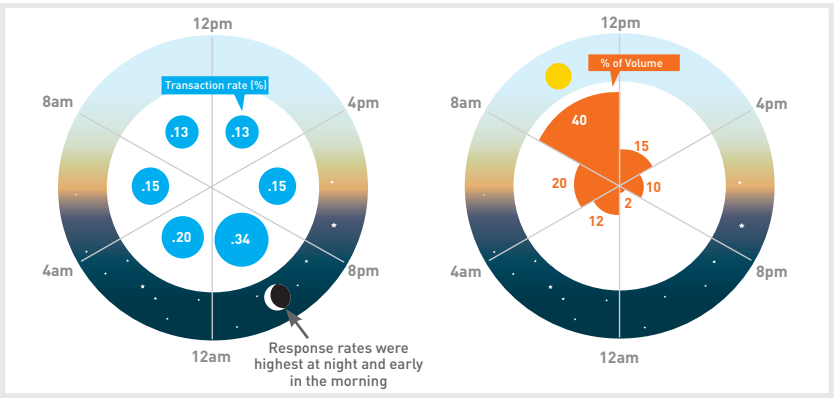 12pm
Transaction rate (%)
8am
4pm
.13
.13
.15
.15
.20
.34
4am
8pm
12am
Response rates were
highest at night and early
in the morning
12pm
% of Volume
8am
4pm
40
15
20
10
2
12
4am
8pm
12am